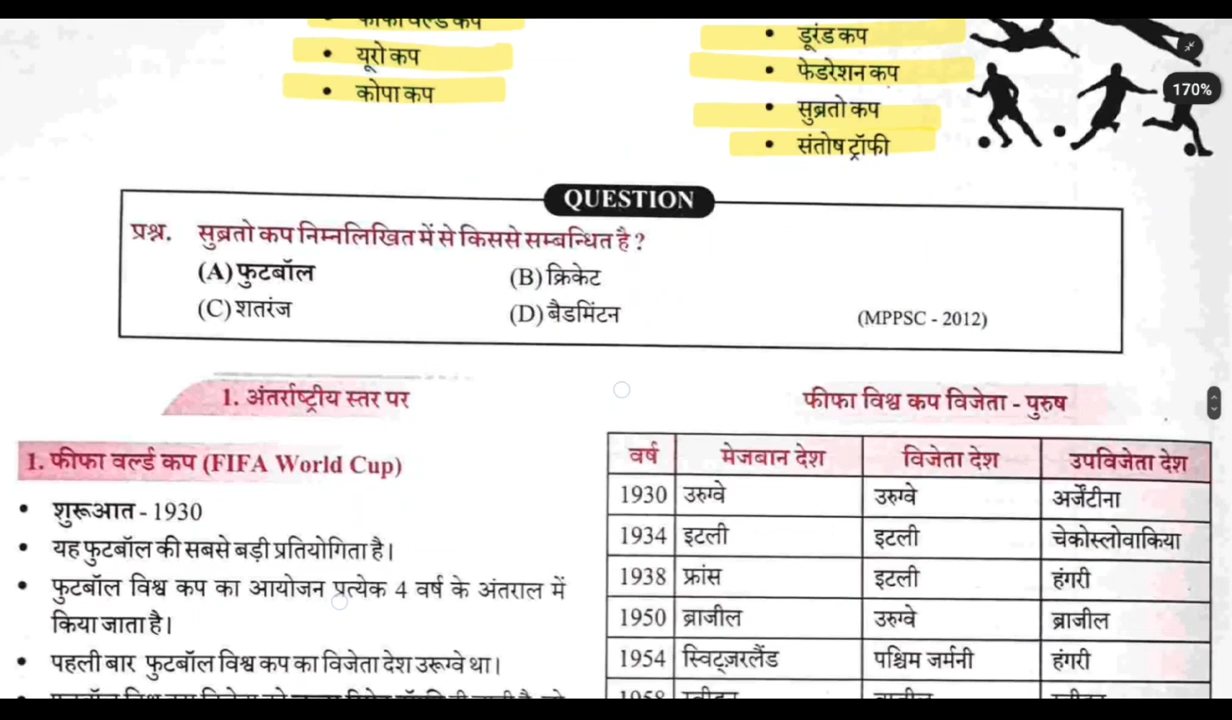 • यूरो कप
• कोपा कप
• डूरंड कप
• फेडरेशन कप
• सुब्रतो कप
• संतोष ट्रॉफी
170%
QUESTION
प्रश्न. सुब्रतो कप निम्नलिखित में से किससे सम्बन्धित है ?
(A) फुटबॉल (B) क्रिकेट
(C) शतरंज (D) बैडमिंटन (MPPSC - 2012)
1. अंतर्राष्ट्रीय स्तर पर
1. फीफा वर्ल्ड कप (FIFA World Cup)
• शुरूआत - 1930
• यह फुटबॉल की सबसे बड़ी प्रतियोगिता है।
• फुटबॉल विश्व कप का आयोजन प्रत्येक 4 वर्ष के अंतराल में
किया जाता है।
• पहली बार फुटबॉल विश्व कप का विजेता देश उरूग्वे था।
फीफा विश्व कप विजेता - पुरुष
वर्ष मेजबान देश विजेता देश उपविजेता देश
1930 उरुग्वे उरुग्वे अर्जेंटीना
1934 इटली इटली चेकोस्लोवाकिया
1938 फ्रांस इटली हंगरी
1950 ब्राजील उरुग्वे ब्राजील
1954 स्विट्ज़रलैंड पश्चिम जर्मनी हंगरी